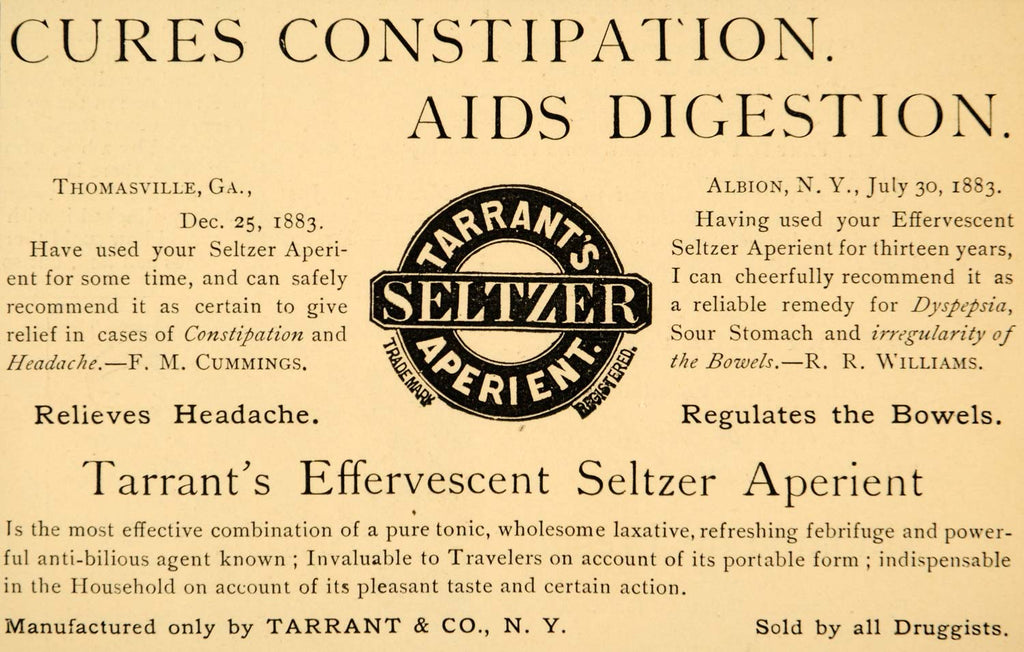 CURES CONSTIPATION.
AIDS DIGESTION.
THOMASVILLE, GA.,
Dec. 25, 1883.
Have used your Seltzer Aperi-
ent for some time, and can safely
recommend it as certain to give
relief in cases of Constipation and
Headache.—F. M. CUMMINGS.
Relieves Headache.
TARRANT'S
SELTZER
APERIENT.
TRADE MARK
REGISTERED.
ALBION, N. Y., July 30, 1883.
Having used your Effervescent
Seltzer Aperient for thirteen years,
I can cheerfully recommend it as
a reliable remedy for Dyspepsia,
Sour Stomach and irregularity of
the Bowels.—R. R. WILLIAMS.
Regulates the Bowels.
Tarrant's Effervescent Seltzer Aperient
Is the most effective combination of a pure tonic, wholesome laxative, refreshing febrifuge and power-
ful anti-bilious agent known ; Invaluable to Travelers on account of its portable form ; indispensable
in the Household on account of its pleasant taste and certain action.
Manufactured only by TARRANT & CO., N. Y.
Sold by all Druggists.